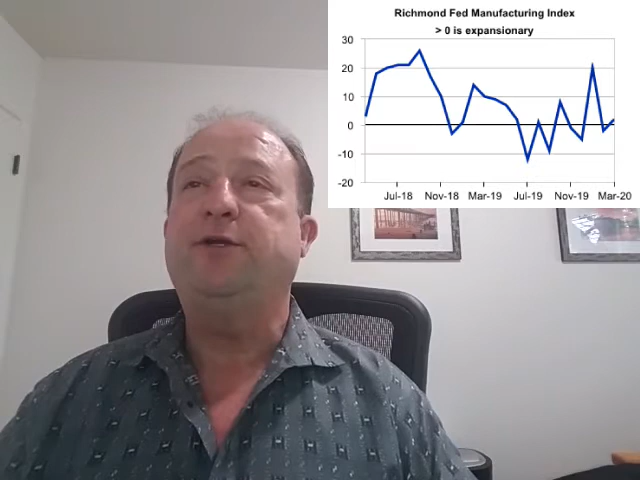 Richmond Fed Manufacturing Index
> 0 is expansionary
30
20
10
0
-10
-20
Jul-18 Nov-18 Mar-19 Jul-19 Nov-19 Mar-20